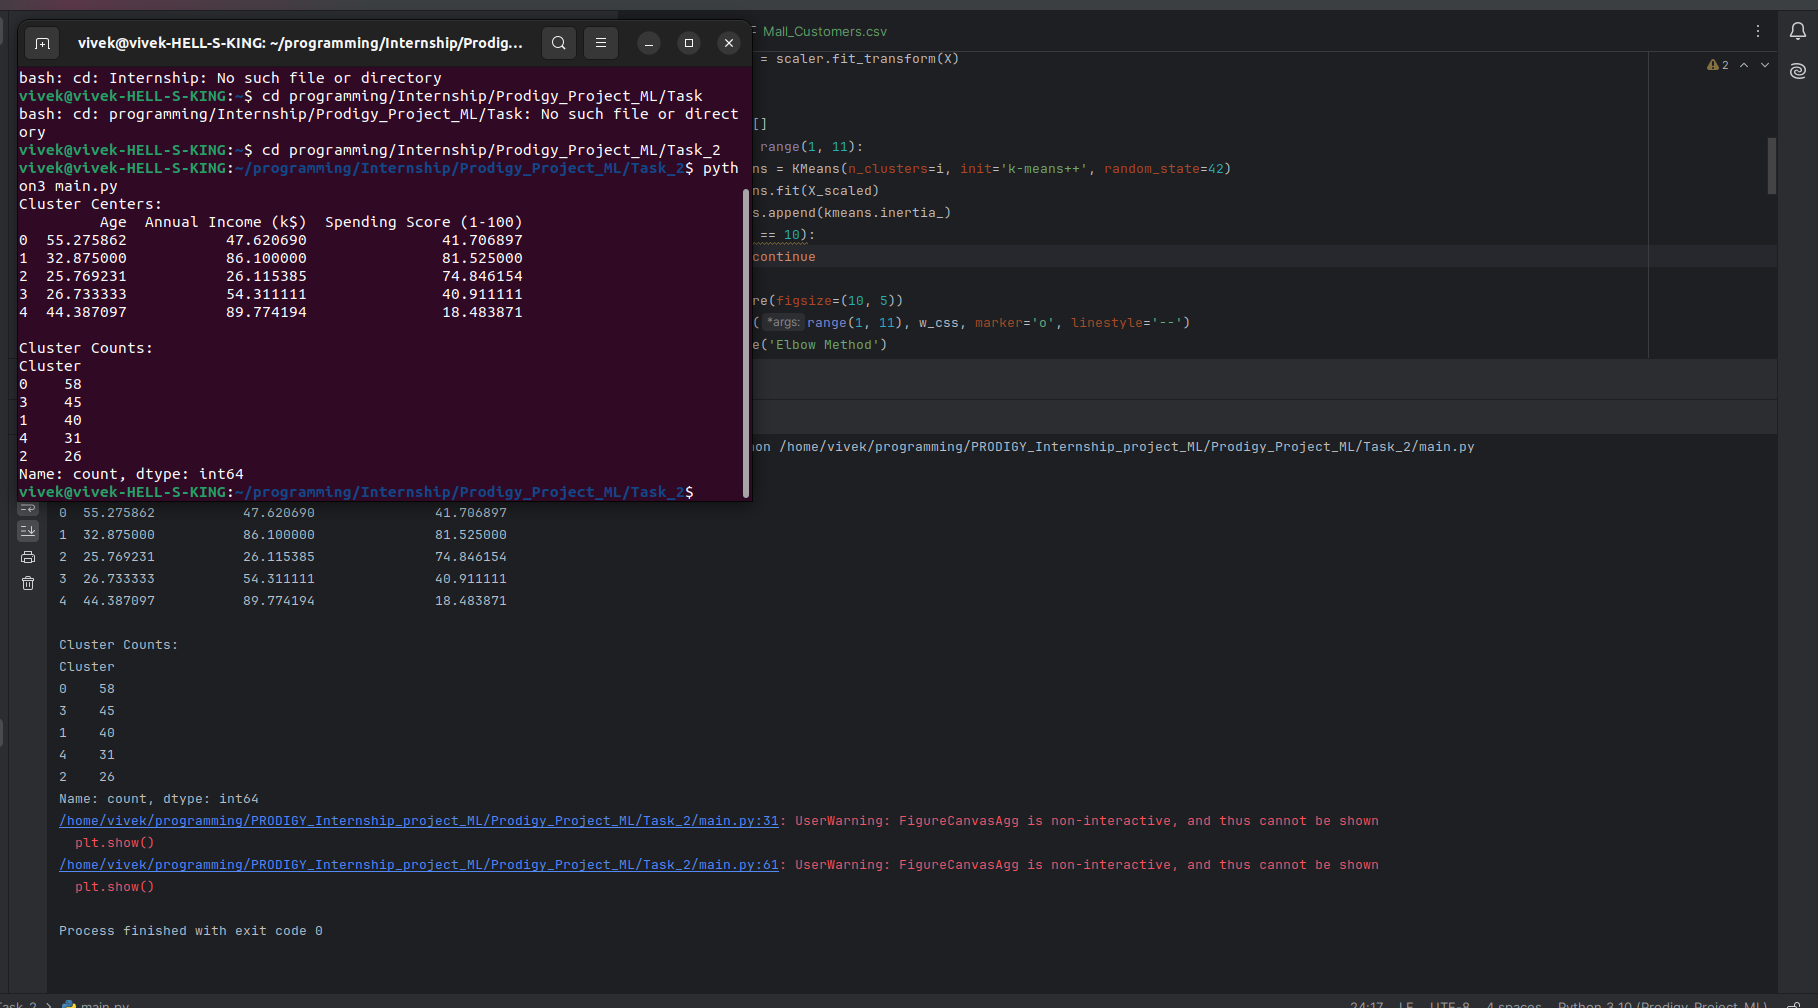 vivek@vivek-HELL-S-KING: ~/programming/Internship/Prodig...
bash: cd: Internship: No such file or directory
vivek@vivek-HELL-S-KING:~$ cd programming/Internship/Prodigy_Project_ML/Task
bash: cd: programming/Internship/Prodigy_Project_ML/Task: No such file or direct
ory
vivek@vivek-HELL-S-KING:~$ cd programming/Internship/Prodigy_Project_ML/Task_2
vivek@vivek-HELL-S-KING:~/programming/Internship/Prodigy_Project_ML/Task_2$ pyth
on3 main.py
Cluster Centers:
Age  Annual Income (k$)  Spending Score (1-100)
0  55.275862  47.620690  41.706897
1  32.875000  86.100000  81.525000
2  25.769231  26.115385  74.846154
3  26.733333  54.311111  40.911111
4  44.387097  89.774194  18.483871
Cluster Counts:
Cluster
0    58
3    45
1    40
4    31
2    26
Name: count, dtype: int64
vivek@vivek-HELL-S-KING:~/programming/Internship/Prodigy_Project_ML/Task_2$
Mall_Customers.csv
2
= scaler.fit_transform(X)
[]
range(1, 11):
ns = KMeans(n_clusters=i, init='k-means++', random_state=42)
ns.fit(X_scaled)
s.append(kmeans.inertia_)
== 10):
continue
re(figsize=(10, 5))
(*args: range(1, 11), w_css, marker='o', linestyle='--')
e('Elbow Method')
on /home/vivek/programming/PRODIGY_Internship_project_ML/Prodigy_Project_ML/Task_2/main.py
0  55.275862  47.620690  41.706897
1  32.875000  86.100000  81.525000
2  25.769231  26.115385  74.846154
3  26.733333  54.311111  40.911111
4  44.387097  89.774194  18.483871
Cluster Counts:
Cluster
0    58
3    45
1    40
4    31
2    26
Name: count, dtype: int64
/home/vivek/programming/PRODIGY_Internship_project_ML/Prodigy_Project_ML/Task_2/main.py:31: UserWarning: FigureCanvasAgg is non-interactive, and thus cannot be shown
plt.show()
/home/vivek/programming/PRODIGY_Internship_project_ML/Prodigy_Project_ML/Task_2/main.py:61: UserWarning: FigureCanvasAgg is non-interactive, and thus cannot be shown
plt.show()
Process finished with exit code 0
Task_2 > main.py
24:17  LF  UTF-8  4 spaces  Python 3.10 (Prodigy_Project_ML)